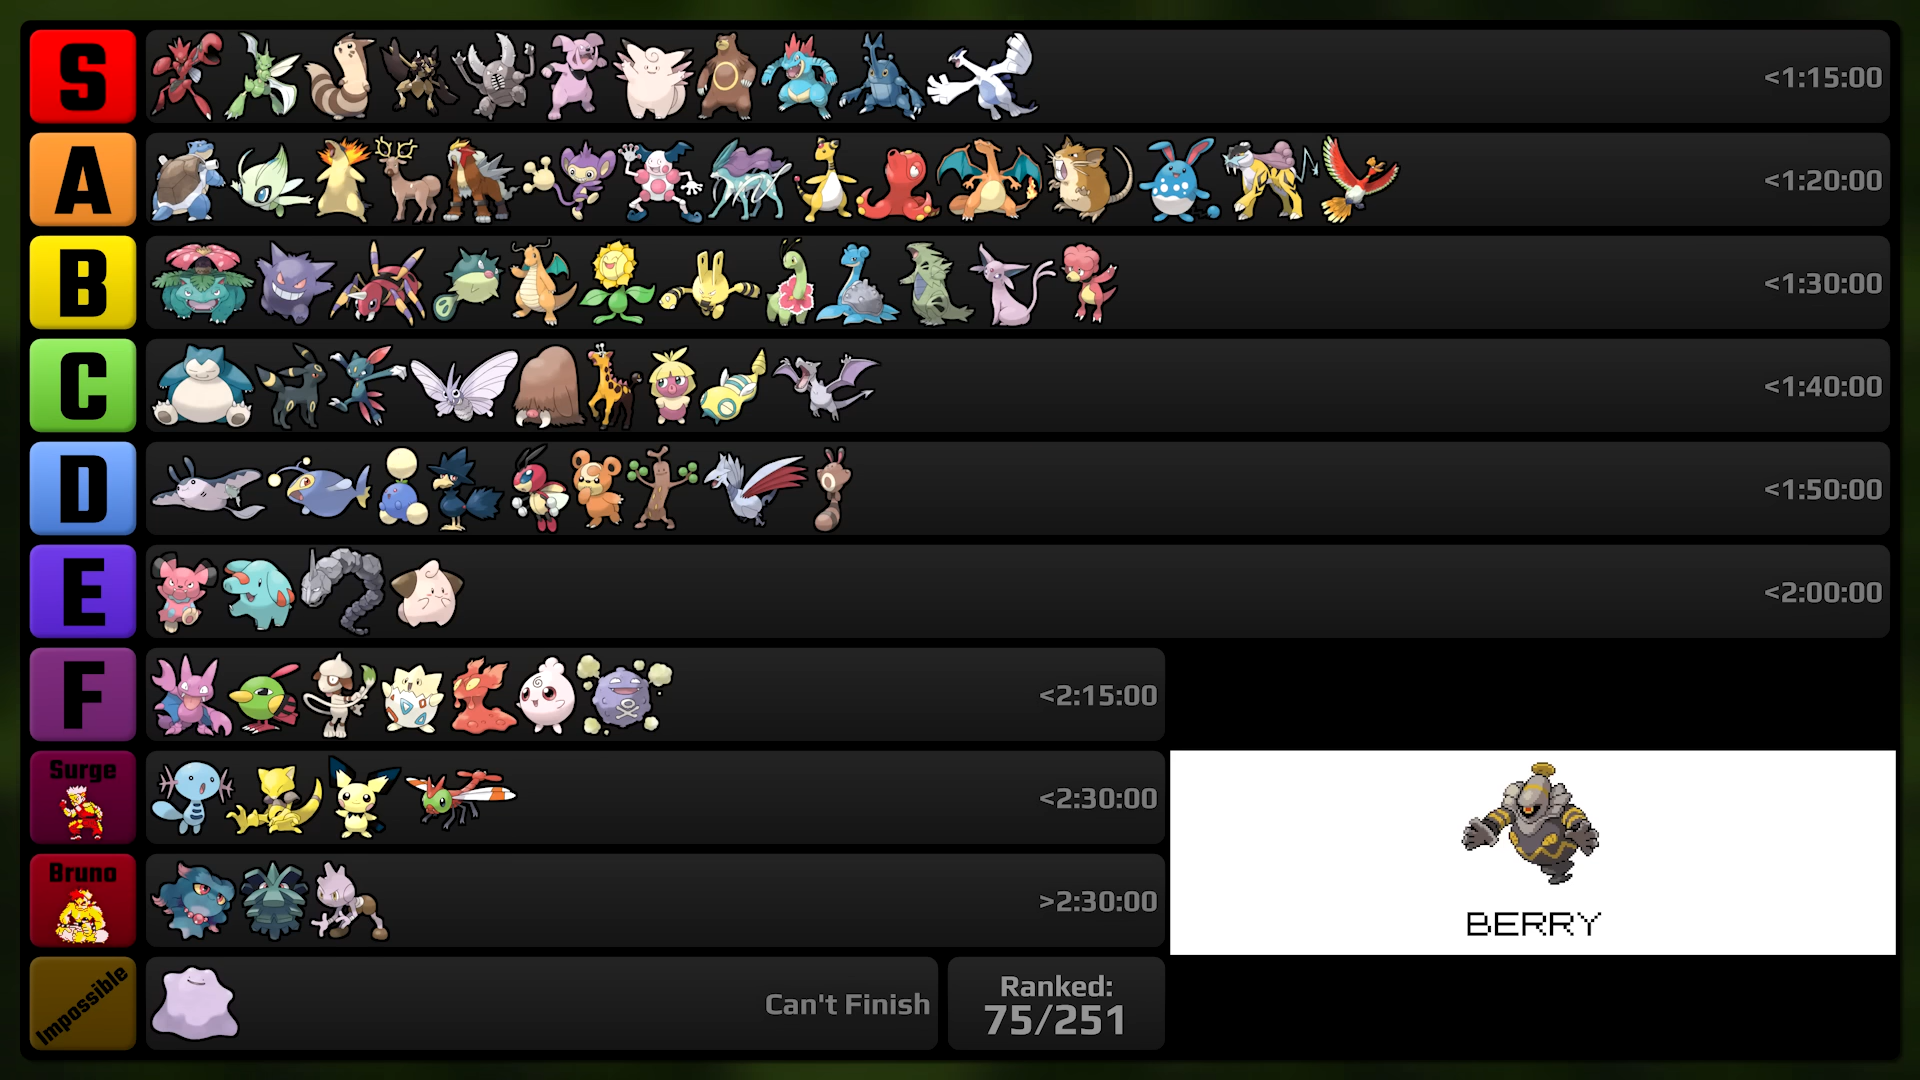 S
<1:15:00
A
<1:20:00
B
<1:30:00
C
<1:40:00
D
<1:50:00
E
<2:00:00
F
<2:15:00
Surge
<2:30:00
Bruno
>2:30:00
BERRY
Impossible
Can't Finish
Ranked:
75/251